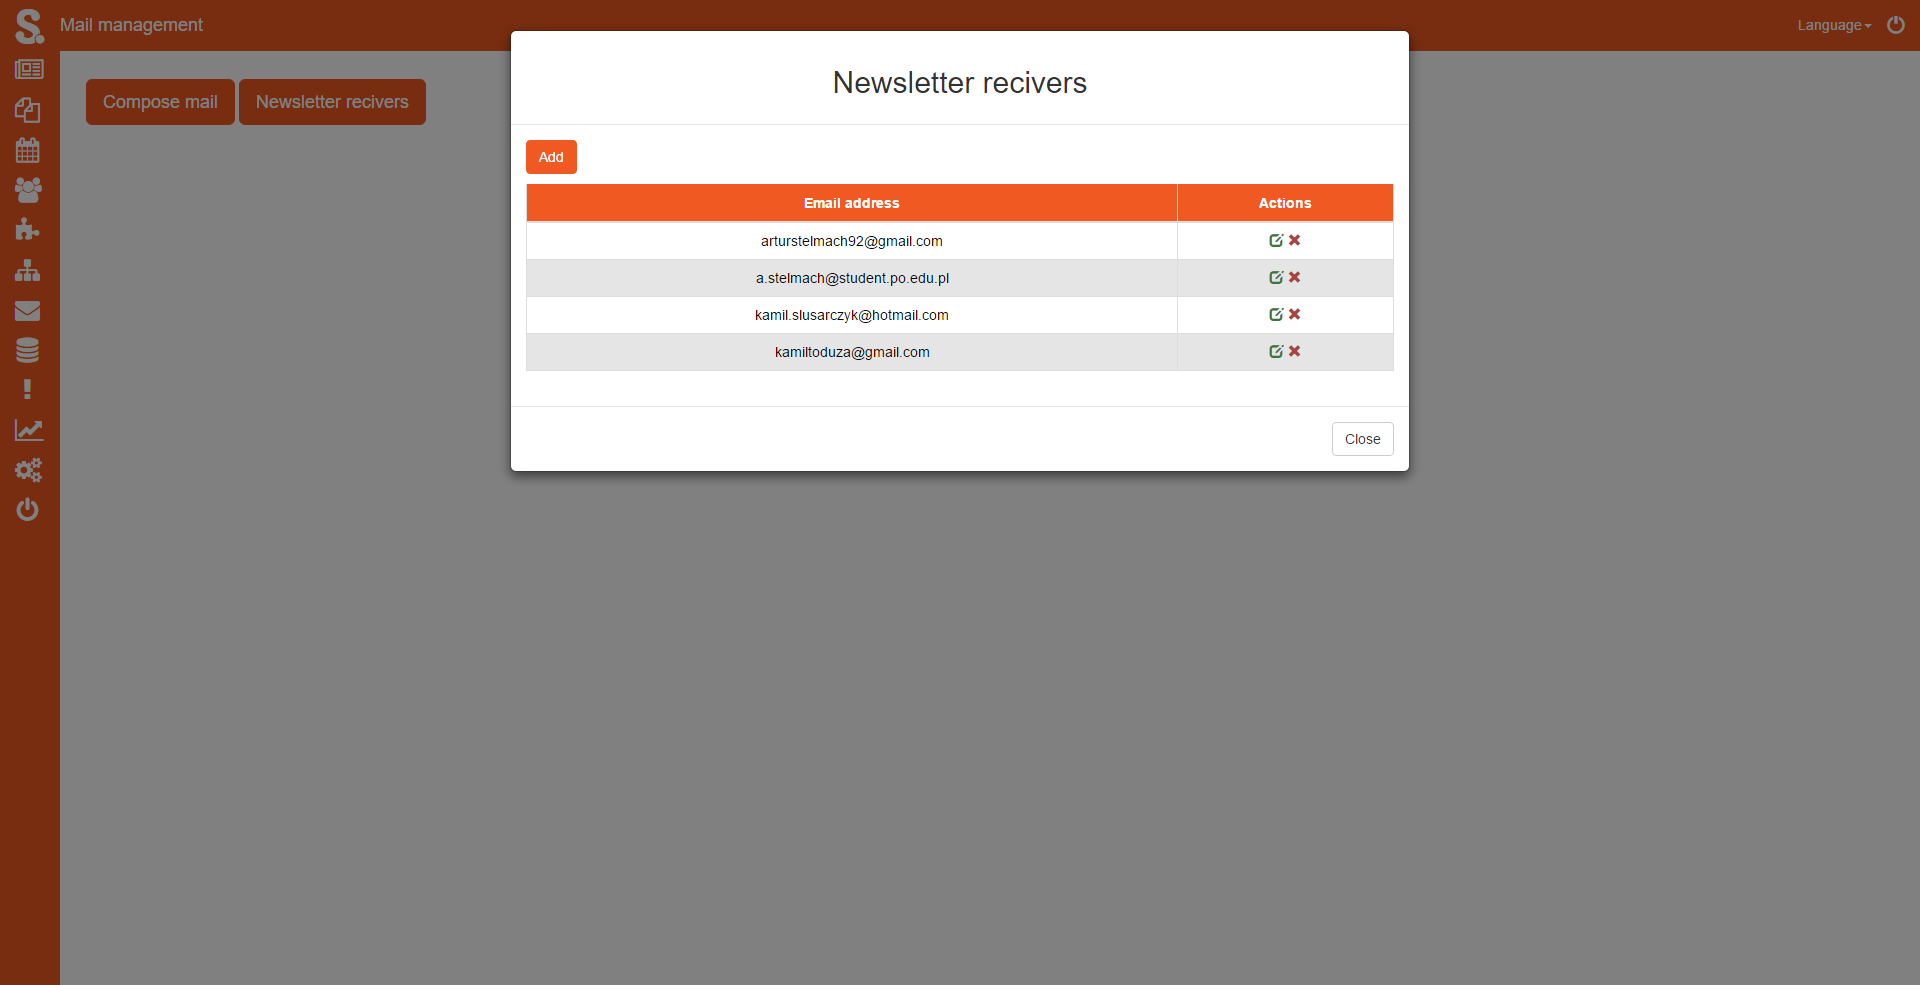 S.
Mail management
Language
Compose mail
Newsletter recivers
Newsletter recivers
Add
Email address
Actions
arturstelmach92@gmail.com
a.stelmach@student.po.edu.pl
kamil.slusarczyk@hotmail.com
kamiltoduza@gmail.com
Close